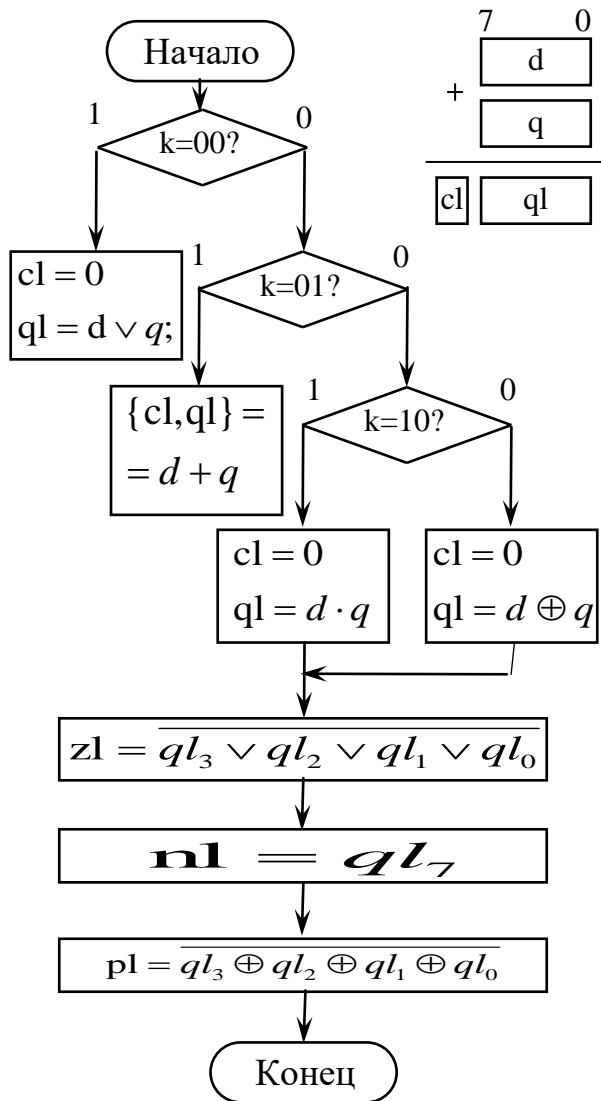 Начало
7 0
d
+
q
cl ql
1 0
k=00?
cl = 0
ql = d ∨ q;
1 0
k=01?
{cl,ql} =
= d + q
1 0
k=10?
cl = 0
ql = d · q
cl = 0
ql = d ⊕ q
zl = \overline{ql₃ ∨ ql₂ ∨ ql₁ ∨ ql₀}
nl = ql₇
pl = \overline{ql₃ ⊕ ql₂ ⊕ ql₁ ⊕ ql₀}
Конец